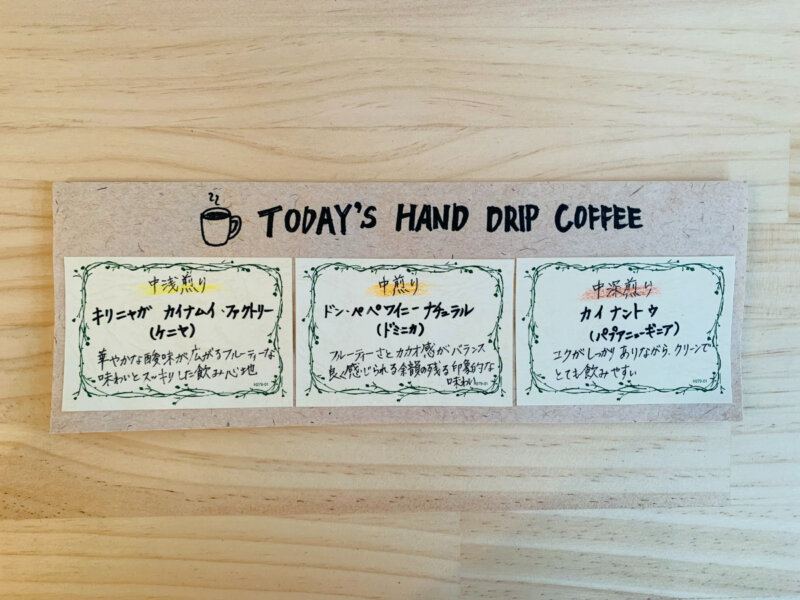 TODAY'S HAND DRIP COFFEE
中浅煎り
キリニャガ カイナムイ・ファクトリー
(ケニヤ)
華やかな酸味が広がるフルーティーな
味わいとスッキリした飲み心地
中煎り
ドン・ペペワイニー ナチュラル
(ドミニカ)
フルーティーさとカカオ感がバランス
良く感じられる余韻の残る印象的な
味わい
中深煎り
カイナントゥ
(パプアニューギニア)
コクがしっかりありながら、クリーンで
とても飲みやすい